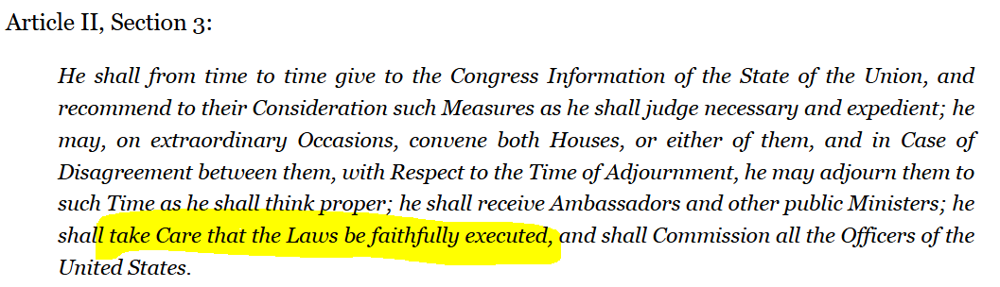 Article II, Section 3:
He shall from time to time give to the Congress Information of the State of the Union, and
recommend to their Consideration such Measures as he shall judge necessary and expedient; he
may, on extraordinary Occasions, convene both Houses, or either of them, and in Case of
Disagreement between them, with Respect to the Time of Adjournment, he may adjourn them to
such Time as he shall think proper; he shall receive Ambassadors and other public Ministers; he
shall take Care that the Laws be faithfully executed, and shall Commission all the Officers of the
United States.